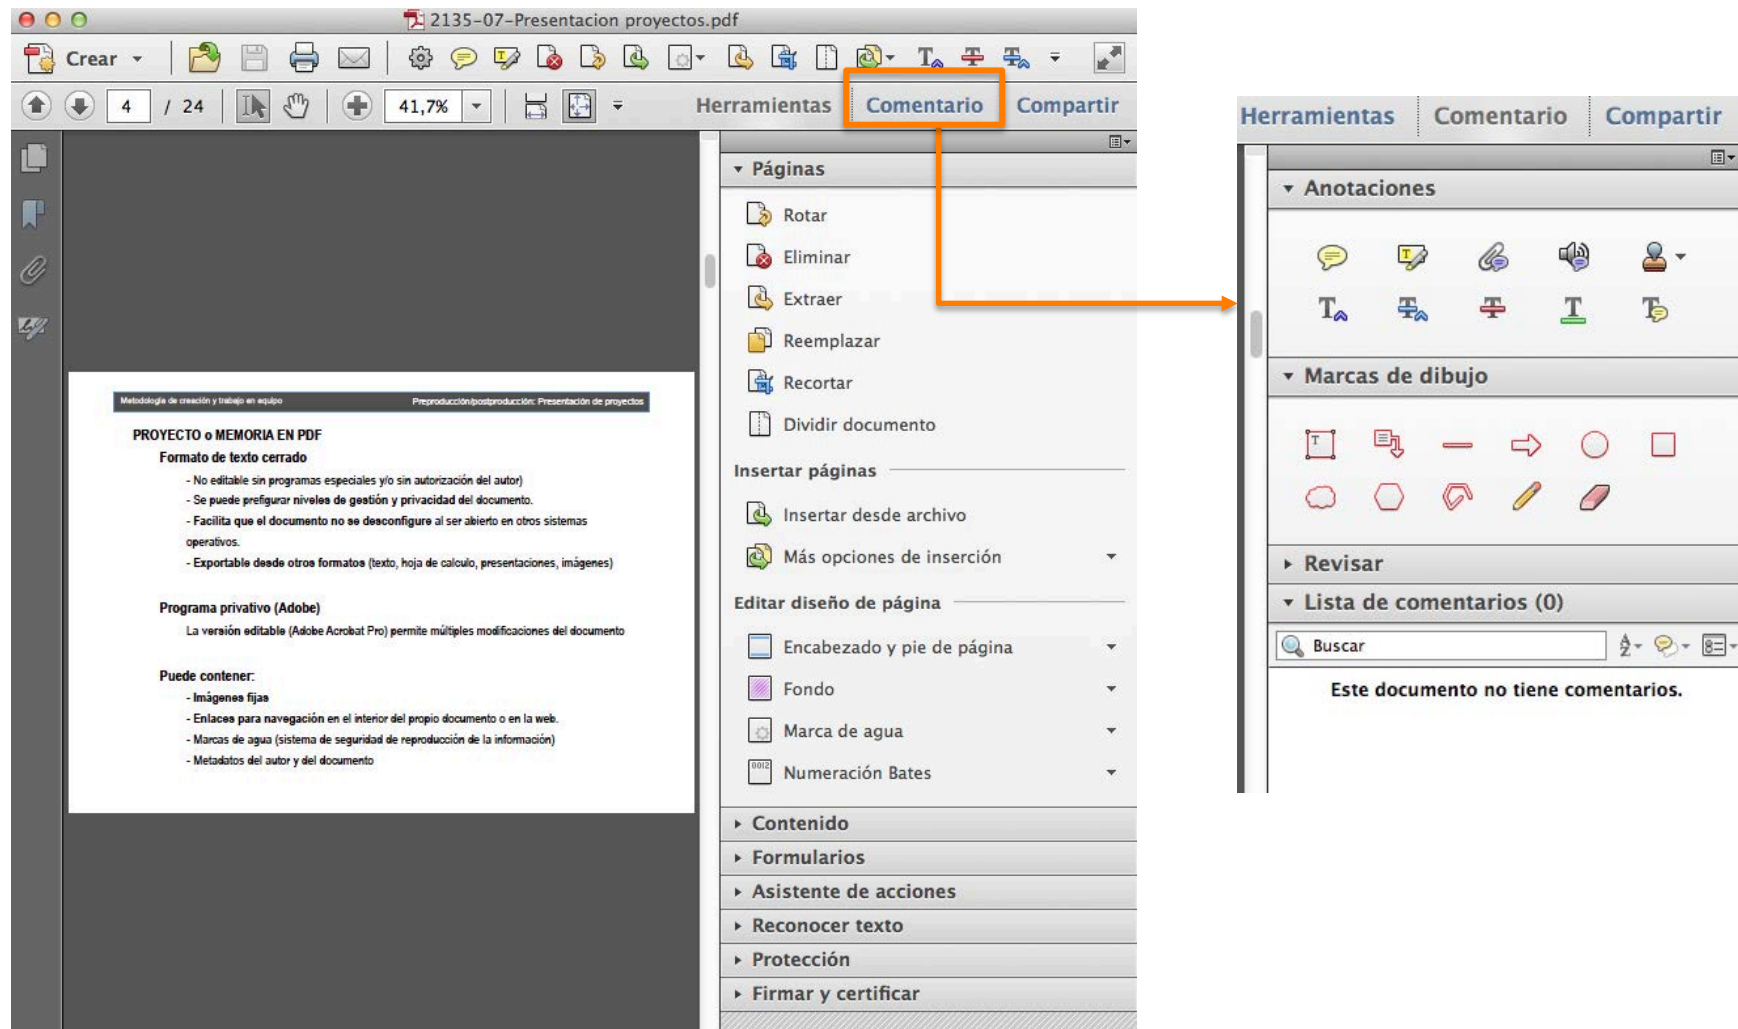 2135-07-Presentacion proyectos.pdf
Crear
4 / 24 41,7% Herramientas Comentario Compartir
Páginas
Rotar
Eliminar
Extraer
Reemplazar
Recortar
Dividir documento
Insertar páginas
Insertar desde archivo
Más opciones de inserción
Editar diseño de página
Encabezado y pie de página
Fondo
Marca de agua
Numeración Bates
Contenido
Formularios
Asistente de acciones
Reconocer texto
Protección
Firmar y certificar
Metodología de creación y trabajo en equipo Preproducción/postproducción: Presentación de proyectos
PROYECTO o MEMORIA EN PDF
Formato de texto cerrado
- No editable sin programas especiales y/o sin autorización del autor)
- Se puede prefigurar niveles de gestión y privacidad del documento.
- Facilita que el documento no se desconfigure al ser abierto en otros sistemas
operativos.
- Exportable desde otros formatos (texto, hoja de calculo, presentaciones, imágenes)
Programa privativo (Adobe)
La versión editable (Adobe Acrobat Pro) permite múltiples modificaciones del documento
Puede contener:
- Imágenes fijas
- Enlaces para navegación en el interior del propio documento o en la web.
- Marcas de agua (sistema de seguridad de reproducción de la información)
- Metadatos del autor y del documento
Herramientas Comentario Compartir
Anotaciones
Marcas de dibujo
Revisar
Lista de comentarios (0)
Buscar
Este documento no tiene comentarios.